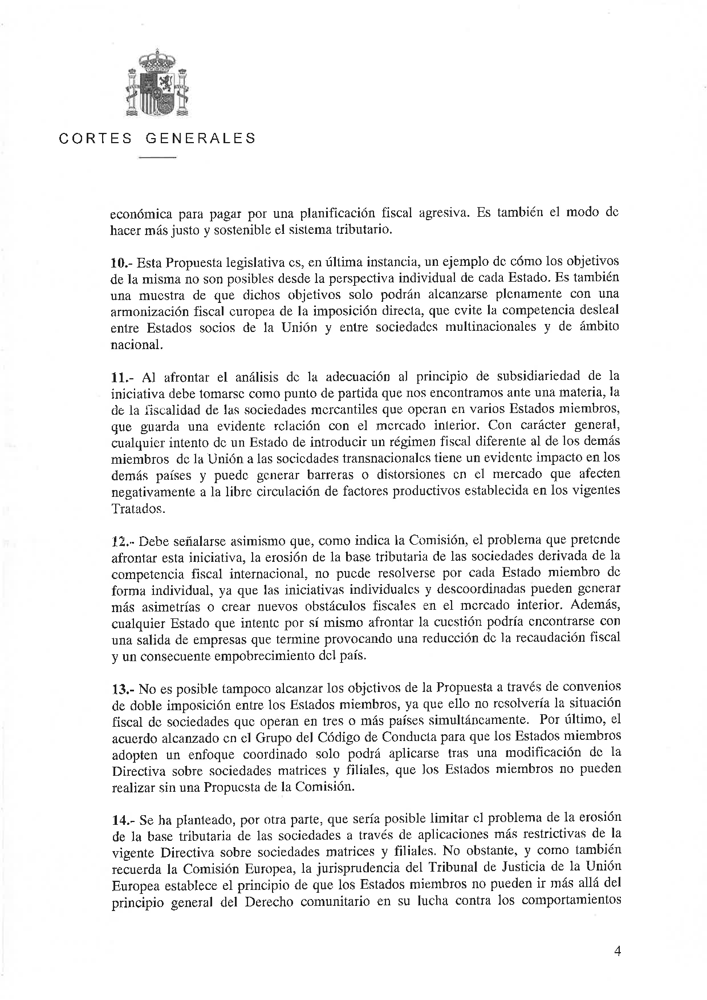 CORTES GENERALES
económica para pagar por una planificación fiscal agresiva. Es también el modo de
hacer más justo y sostenible el sistema tributario.
10.- Esta Propuesta legislativa es, en última instancia, un ejemplo de cómo los objetivos
de la misma no son posibles desde la perspectiva individual de cada Estado. Es también
una muestra de que dichos objetivos solo podrán alcanzarse plenamente con una
armonización fiscal europea de la imposición directa, que evite la competencia desleal
entre Estados socios de la Unión y entre sociedades multinacionales y de ámbito
nacional.
11.- Al afrontar el análisis de la adecuación al principio de subsidiariedad de la
iniciativa debe tomarse como punto de partida que nos encontramos ante una materia, la
de la fiscalidad de las sociedades mercantiles que operan en varios Estados miembros,
que guarda una evidente relación con el mercado interior. Con carácter general,
cualquier intento de un Estado de introducir un régimen fiscal diferente al de los demás
miembros de la Unión a las sociedades transnacionales tiene un evidente impacto en los
demás países y puede generar barreras o distorsiones en el mercado que afecten
negativamente a la libre circulación de factores productivos establecida en los vigentes
Tratados.
12.- Debe señalarse asimismo que, como indica la Comisión, el problema que pretende
afrontar esta iniciativa, la erosión de la base tributaria de las sociedades derivada de la
competencia fiscal internacional, no puede resolverse por cada Estado miembro de
forma individual, ya que las iniciativas individuales y descoordinadas pueden generar
más asimetrías o crear nuevos obstáculos fiscales en el mercado interior. Además,
cualquier Estado que intente por sí mismo afrontar la cuestión podría encontrarse con
una salida de empresas que termine provocando una reducción de la recaudación fiscal
y un consecuente empobrecimiento del país.
13.- No es posible tampoco alcanzar los objetivos de la Propuesta a través de convenios
de doble imposición entre los Estados miembros, ya que ello no resolvería la situación
fiscal de sociedades que operan en tres o más países simultáneamente. Por último, el
acuerdo alcanzado en el Grupo del Código de Conducta para que los Estados miembros
adopten un enfoque coordinado solo podrá aplicarse tras una modificación de la
Directiva sobre sociedades matrices y filiales, que los Estados miembros no pueden
realizar sin una Propuesta de la Comisión.
14.- Se ha planteado, por otra parte, que sería posible limitar el problema de la erosión
de la base tributaria de las sociedades a través de aplicaciones más restrictivas de la
vigente Directiva sobre sociedades matrices y filiales. No obstante, y como también
recuerda la Comisión Europea, la jurisprudencia del Tribunal de Justicia de la Unión
Europea establece el principio de que los Estados miembros no pueden ir más allá del
principio general del Derecho comunitario en su lucha contra los comportamientos
4